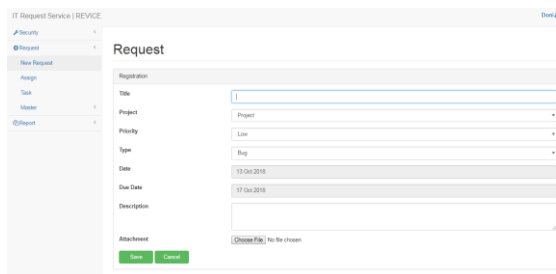 IT Request Service | REVICE
Security
Request
New Request
Assign
Task
Master
Report
Request
Registration
Title
Project
Project
Priority
Low
Type
Bug
Date
13 Oct 2018
Due Date
17 Oct 2018
Description
Attachment
Choose File No file chosen
Save
Cancel